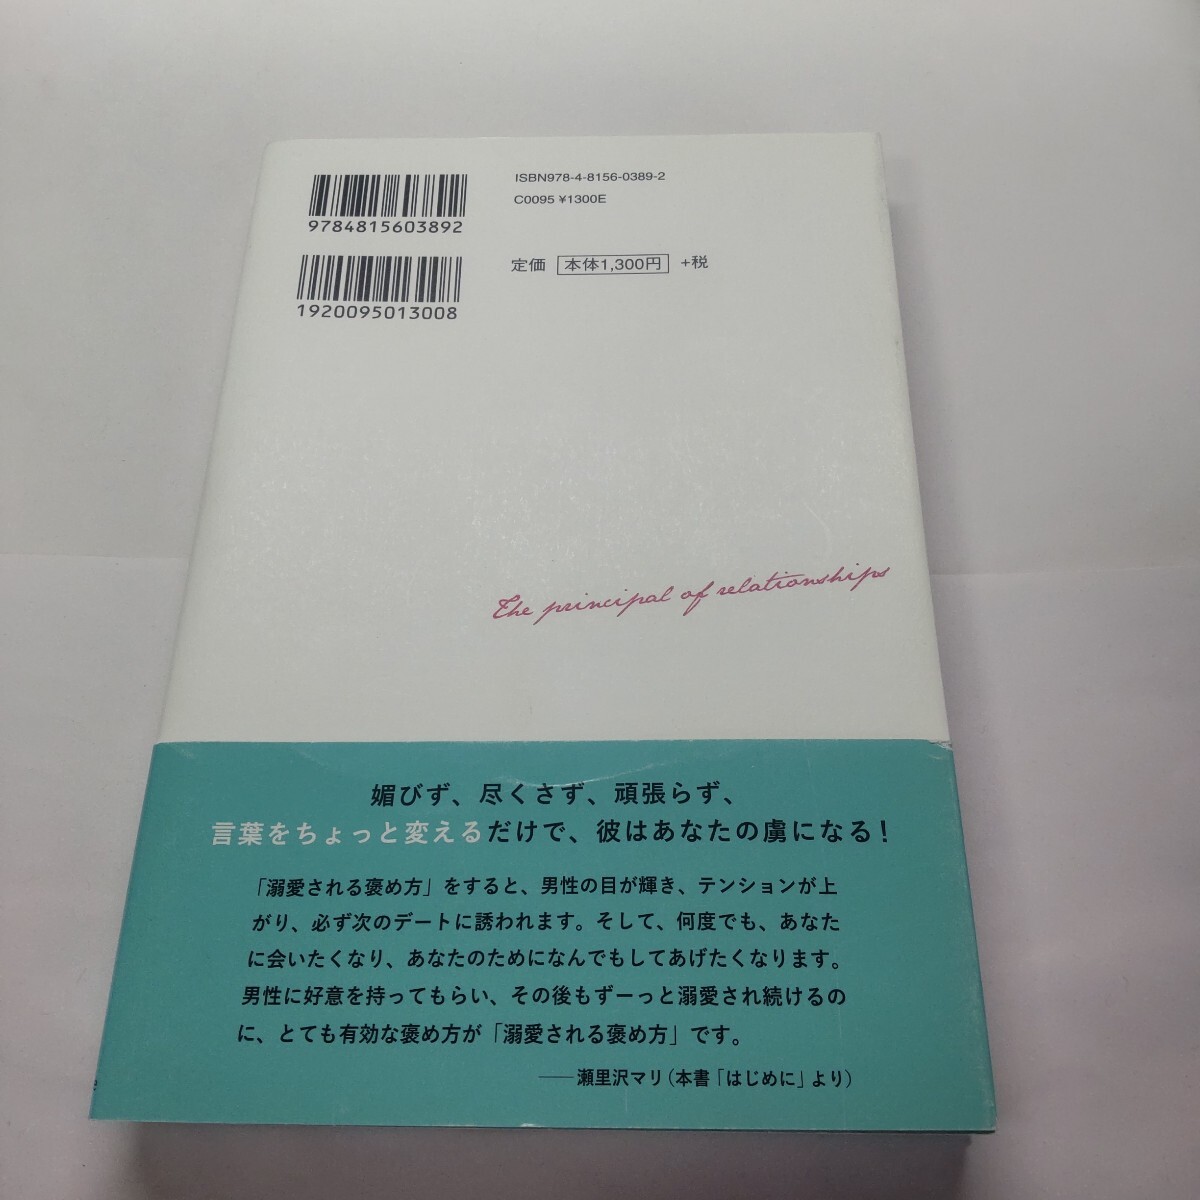 ISBN978-4-8156-0389-2
C0095 ¥1300E
9784815603892
定価 本体1,300円 +税
1920095013008
The principal of relationships
媚びず、尽くさず、頑張らず、
言葉をちょっと変えるだけで、彼はあなたの虜になる!
「溺愛される褒め方」をすると、男性の目が輝き、テンションが上
がり、必ず次のデートに誘われます。そして、何度でも、あなた
に会いたくなり、あなたのためになんでもしてあげたくなります。
男性に好意を持ってもらい、その後もずーっと溺愛され続けるの
に、とても有効な褒め方が「溺愛される褒め方」です。
——瀬里沢マリ(本書「はじめに」より)